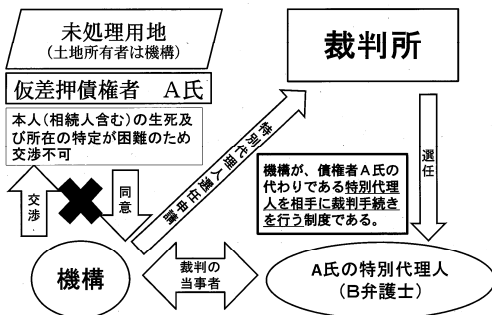 未処理用地
(土地所有者は機構)
仮差押債権者　A氏
本人(相続人含む)の生死及
び所在の特定が困難のため
交渉不可
交渉
同意
特別代理人選任申請
裁判所
選任
機構が、債権者A氏の
代わりである特別代理
人を相手に裁判手続き
を行う制度である。
機構
裁判の
当事者
A氏の特別代理人
(B弁護士)